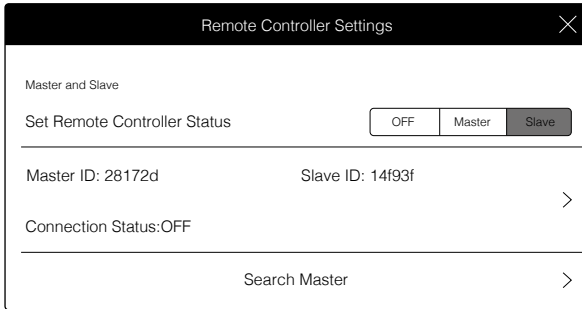 Remote Controller Settings
Master and Slave
Set Remote Controller Status OFF Master Slave
Master ID: 28172d Slave ID: 14f93f
Connection Status:OFF
Search Master